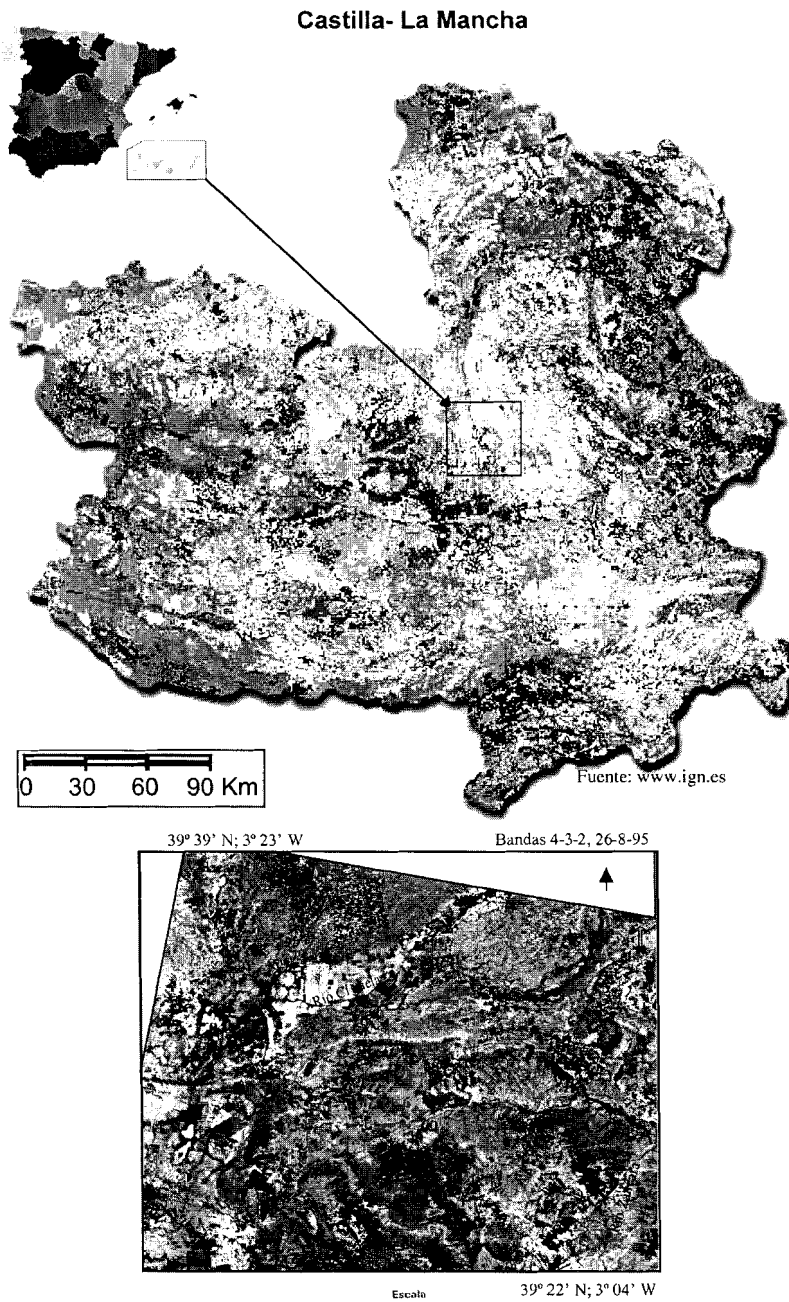 Castilla- La Mancha
0 30 60 90 Km
Fuente: www.ign.es
39º 39' N; 3º 23' W
Bandas 4-3-2, 26-8-95
Río
Escala
39º 22' N; 3º 04' W